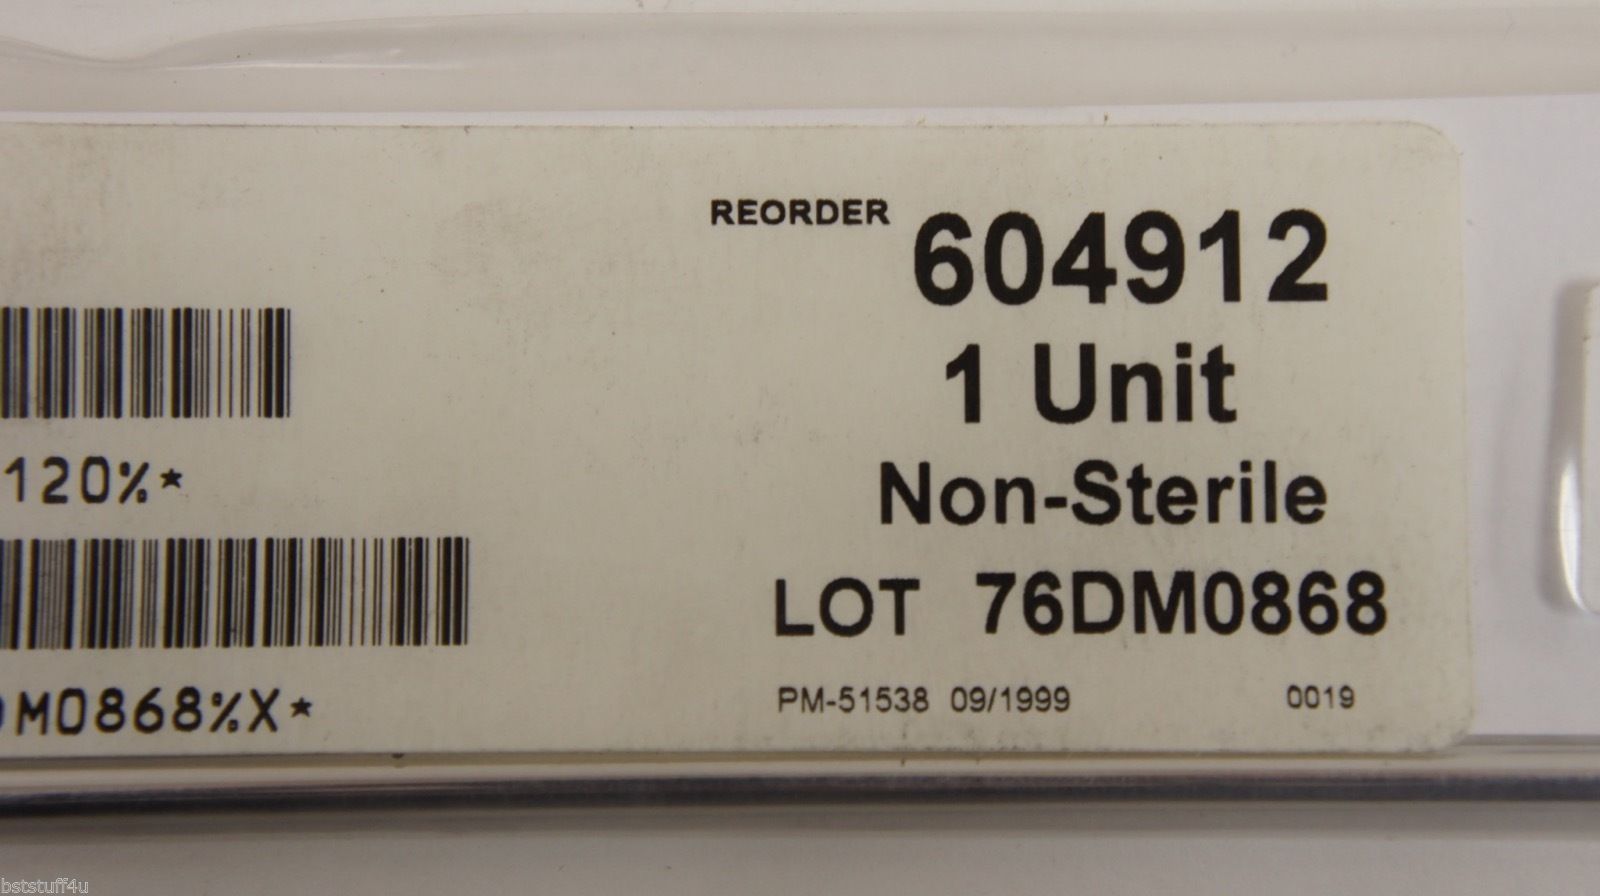 REORDER 604912
1 Unit
120%*
Non-Sterile
LOT 76DM0868
M0868%X*
PM-51538 09/1999 0019
bststuff4u